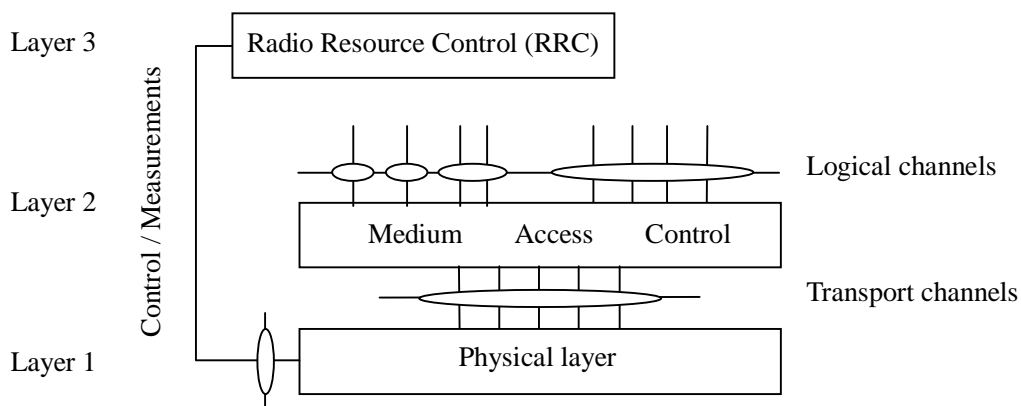 Layer 3
Radio Resource Control (RRC)
Control / Measurements
Logical channels
Layer 2
Medium Access Control
Transport channels
Layer 1
Physical layer